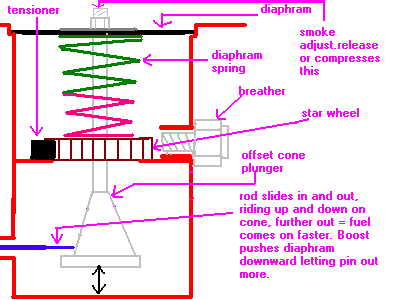 tensioner
diaphram
smoke
adjust.release
or compresses
this
diaphram
spring
breather
star wheel
offset cone
plunger
rod slides in and out,
riding up and down on
cone, further out = fuel
comes on faster. Boost
pushes diaphram
downward letting pin out
more.